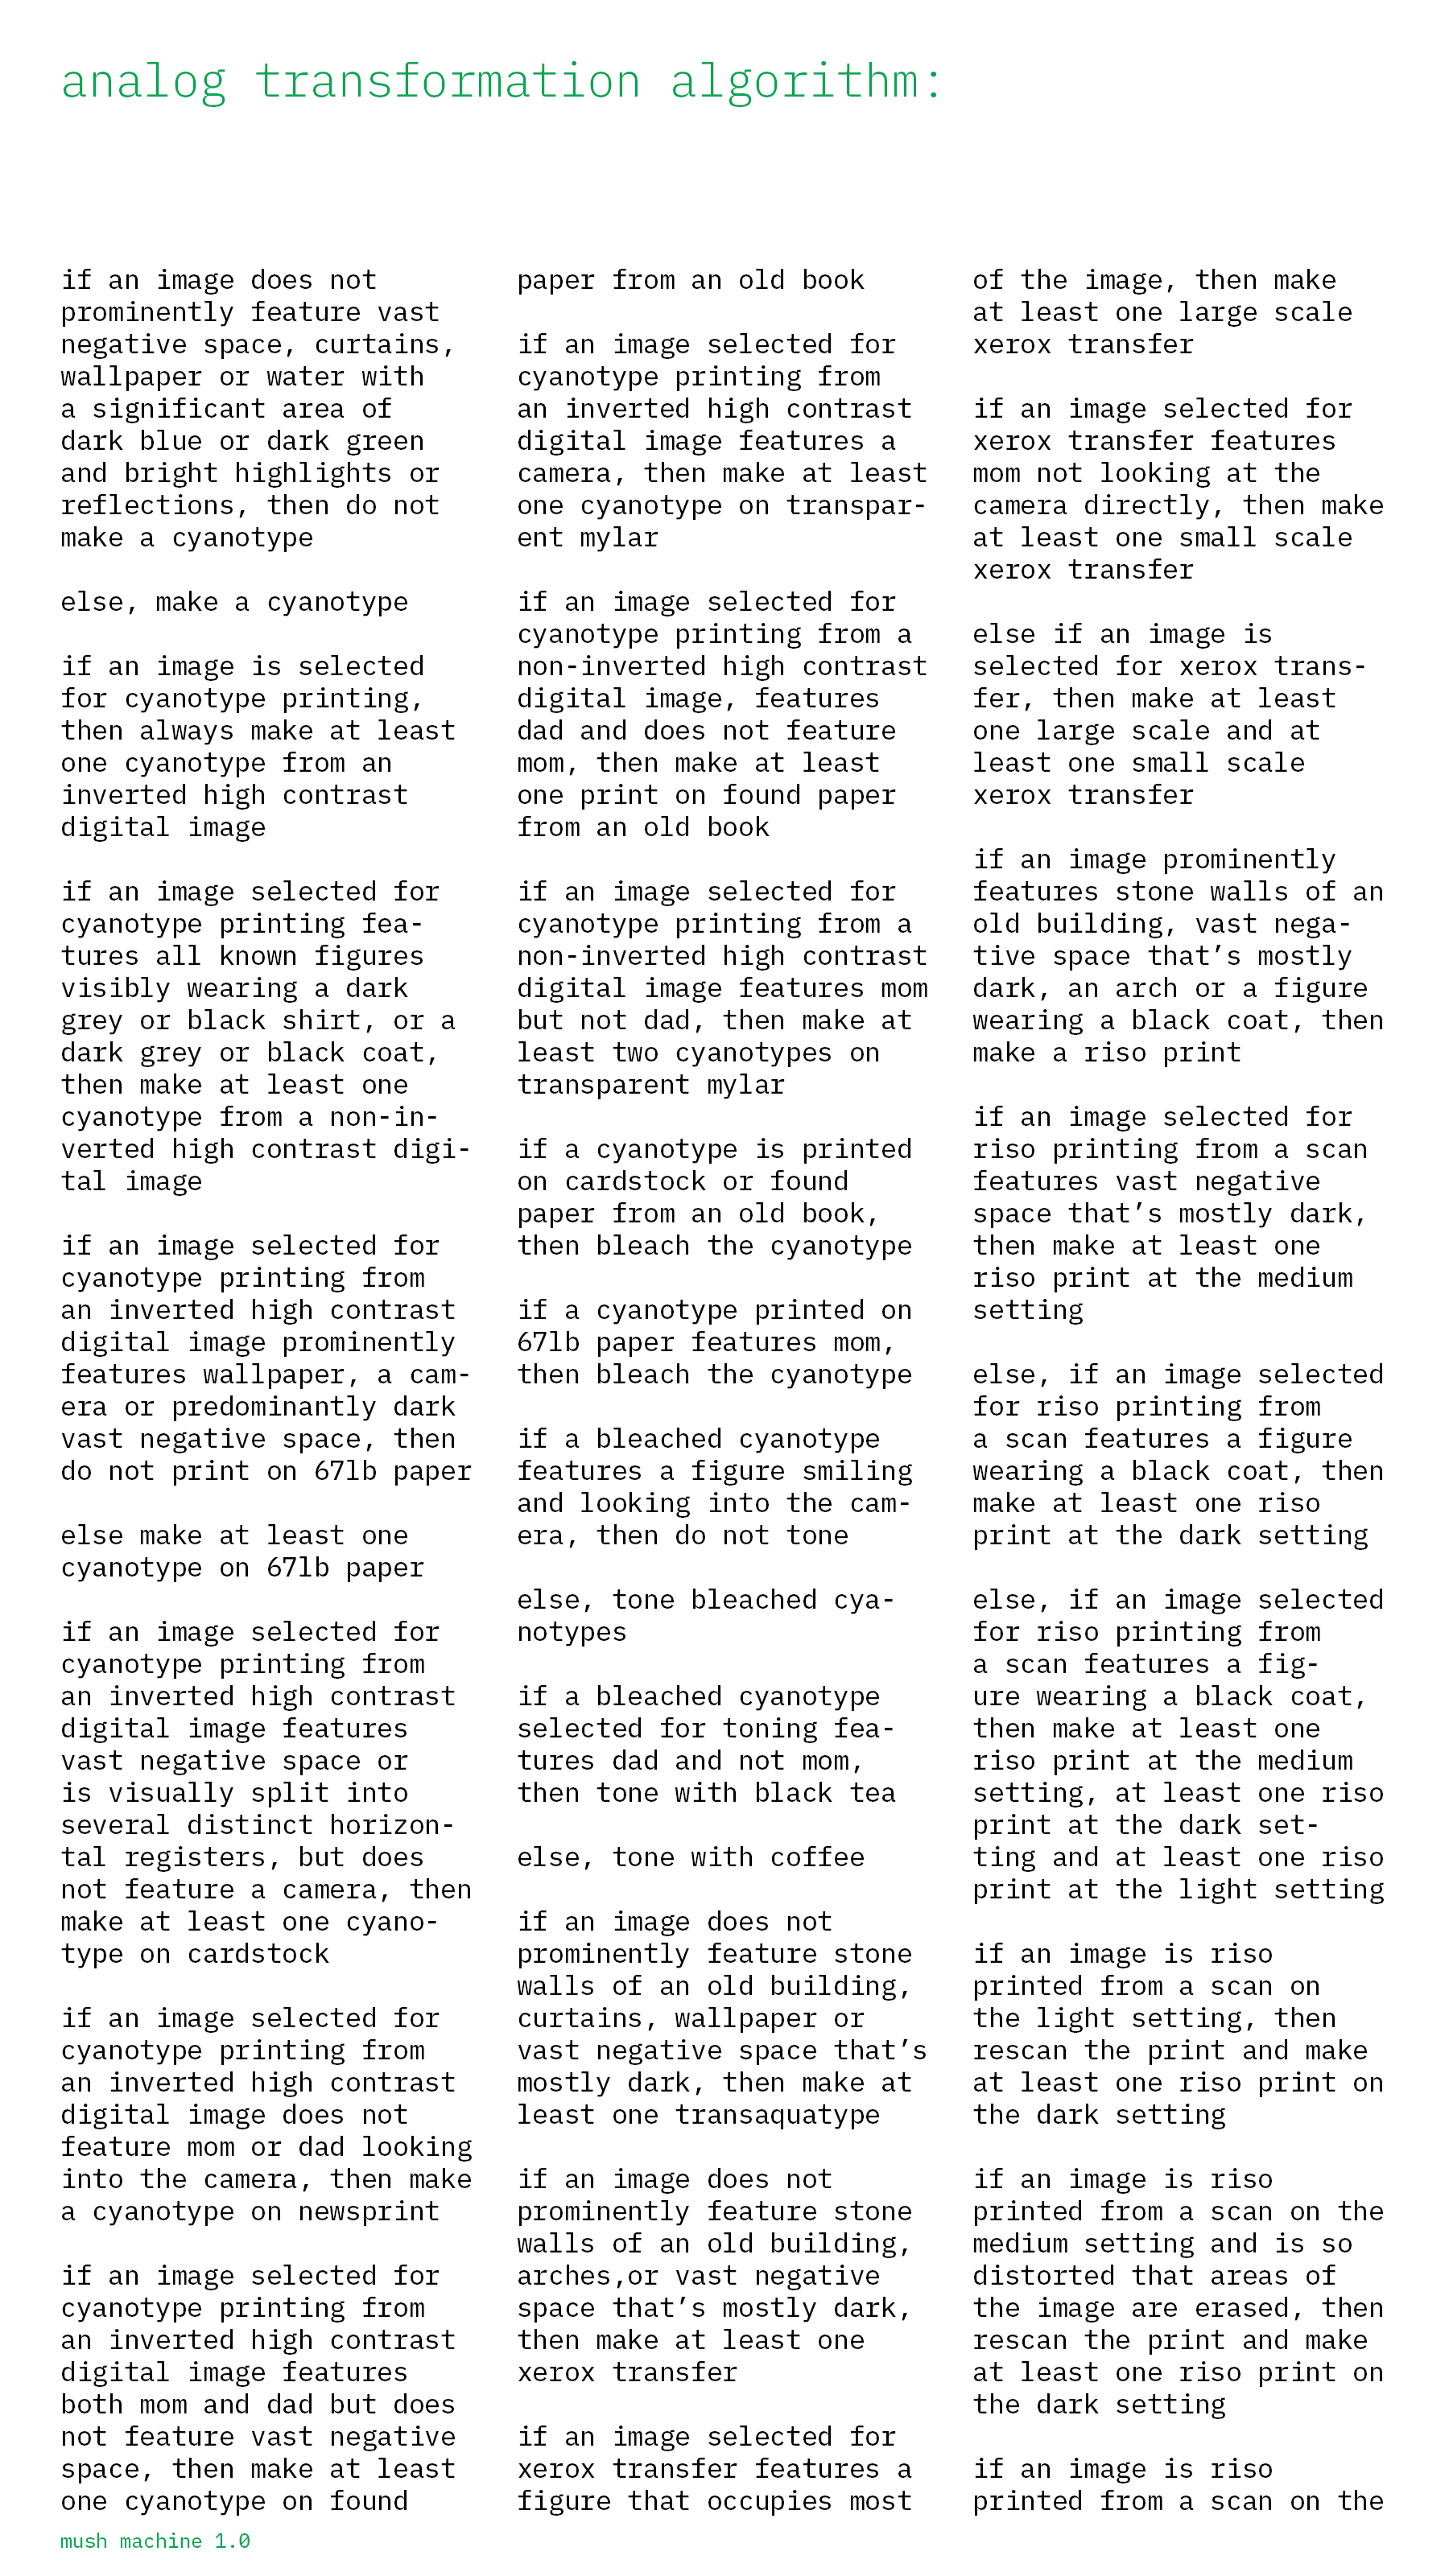 analog transformation algorithm:
if an image does not
prominently feature vast
negative space, curtains,
wallpaper or water with
a significant area of
dark blue or dark green
and bright highlights or
reflections, then do not
make a cyanotype
else, make a cyanotype
if an image is selected
for cyanotype printing,
then always make at least
one cyanotype from an
inverted high contrast
digital image
if an image selected for
cyanotype printing fea-
tures all known figures
visibly wearing a dark
grey or black shirt, or a
dark grey or black coat,
then make at least one
cyanotype from a non-in-
verted high contrast digi-
tal image
if an image selected for
cyanotype printing from
an inverted high contrast
digital image prominently
features wallpaper, a cam-
era or predominantly dark
vast negative space, then
do not print on 67lb paper
else make at least one
cyanotype on 67lb paper
if an image selected for
cyanotype printing from
an inverted high contrast
digital image features
vast negative space or
is visually split into
several distinct horizon-
tal registers, but does
not feature a camera, then
make at least one cyano-
type on cardstock
if an image selected for
cyanotype printing from
an inverted high contrast
digital image does not
feature mom or dad looking
into the camera, then make
a cyanotype on newsprint
if an image selected for
cyanotype printing from
an inverted high contrast
digital image features
both mom and dad but does
not feature vast negative
space, then make at least
one cyanotype on found
paper from an old book
if an image selected for
cyanotype printing from
an inverted high contrast
digital image features a
camera, then make at least
one cyanotype on transpar-
ent mylar
if an image selected for
cyanotype printing from a
non-inverted high contrast
digital image, features
dad and does not feature
mom, then make at least
one print on found paper
from an old book
if an image selected for
cyanotype printing from a
non-inverted high contrast
digital image features mom
but not dad, then make at
least two cyanotypes on
transparent mylar
if a cyanotype is printed
on cardstock or found
paper from an old book,
then bleach the cyanotype
if a cyanotype printed on
67lb paper features mom,
then bleach the cyanotype
if a bleached cyanotype
features a figure smiling
and looking into the cam-
era, then do not tone
else, tone bleached cya-
notypes
if a bleached cyanotype
selected for toning fea-
tures dad and not mom,
then tone with black tea
else, tone with coffee
if an image does not
prominently feature stone
walls of an old building,
curtains, wallpaper or
vast negative space that’s
mostly dark, then make at
least one transaquatype
if an image does not
prominently feature stone
walls of an old building,
arches,or vast negative
space that’s mostly dark,
then make at least one
xerox transfer
if an image selected for
xerox transfer features a
figure that occupies most
of the image, then make
at least one large scale
xerox transfer
if an image selected for
xerox transfer features
mom not looking at the
camera directly, then make
at least one small scale
xerox transfer
else if an image is
selected for xerox trans-
fer, then make at least
one large scale and at
least one small scale
xerox transfer
if an image prominently
features stone walls of an
old building, vast nega-
tive space that’s mostly
dark, an arch or a figure
wearing a black coat, then
make a riso print
if an image selected for
riso printing from a scan
features vast negative
space that’s mostly dark,
then make at least one
riso print at the medium
setting
else, if an image selected
for riso printing from
a scan features a figure
wearing a black coat, then
make at least one riso
print at the dark setting
else, if an image selected
for riso printing from
a scan features a fig-
ure wearing a black coat,
then make at least one
riso print at the medium
setting, at least one riso
print at the dark set-
ting and at least one riso
print at the light setting
if an image is riso
printed from a scan on
the light setting, then
rescan the print and make
at least one riso print on
the dark setting
if an image is riso
printed from a scan on the
medium setting and is so
distorted that areas of
the image are erased, then
rescan the print and make
at least one riso print on
the dark setting
if an image is riso
printed from a scan on the
mush machine 1.0